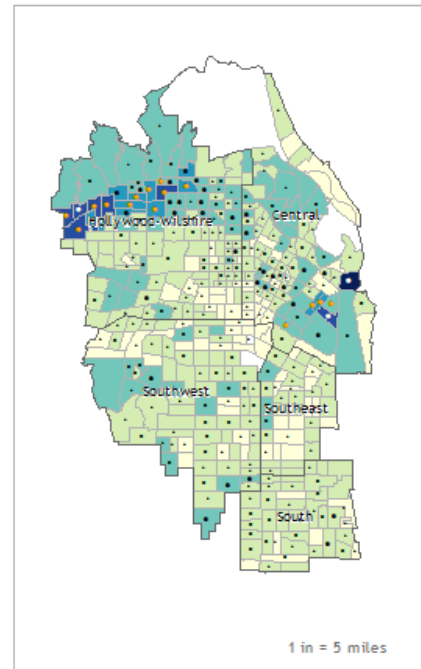 Central
Hollywood-Wilshire
Southwest
Southeast
South
1 in = 5 miles